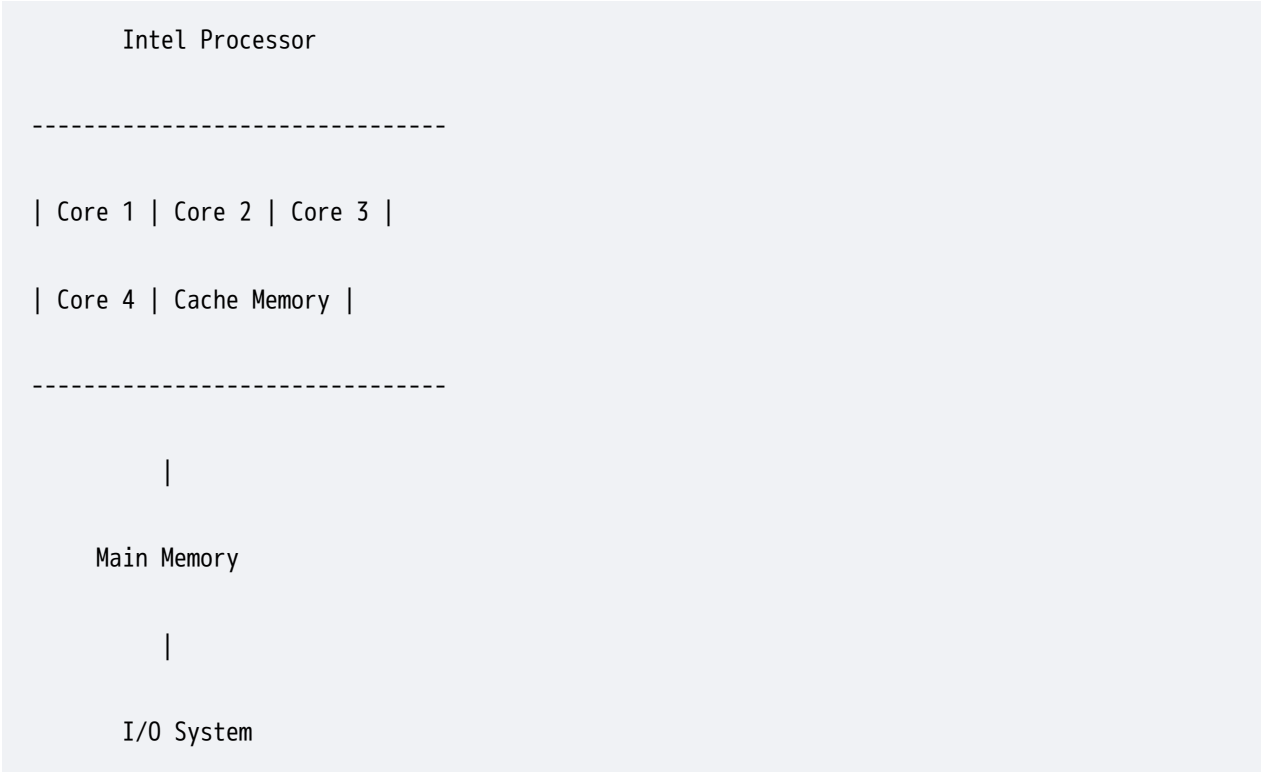 Intel Processor
--------------------------------
| Core 1 | Core 2 | Core 3 |
| Core 4 | Cache Memory |
--------------------------------
|
Main Memory
|
I/O System